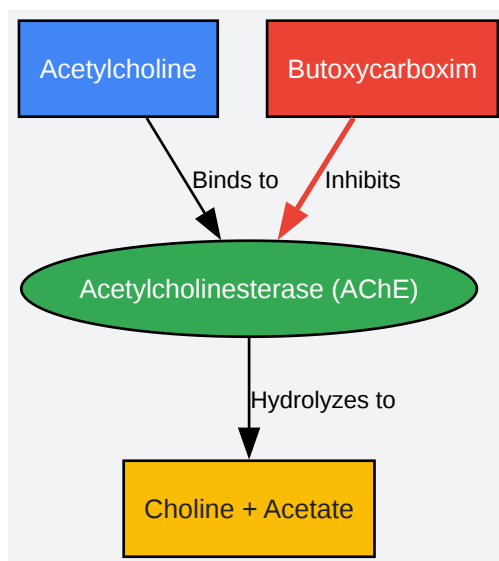 Acetylcholine
Butoxycarboxim
Binds to
Inhibits
Acetylcholinesterase (AChE)
Hydrolyzes to
Choline + Acetate